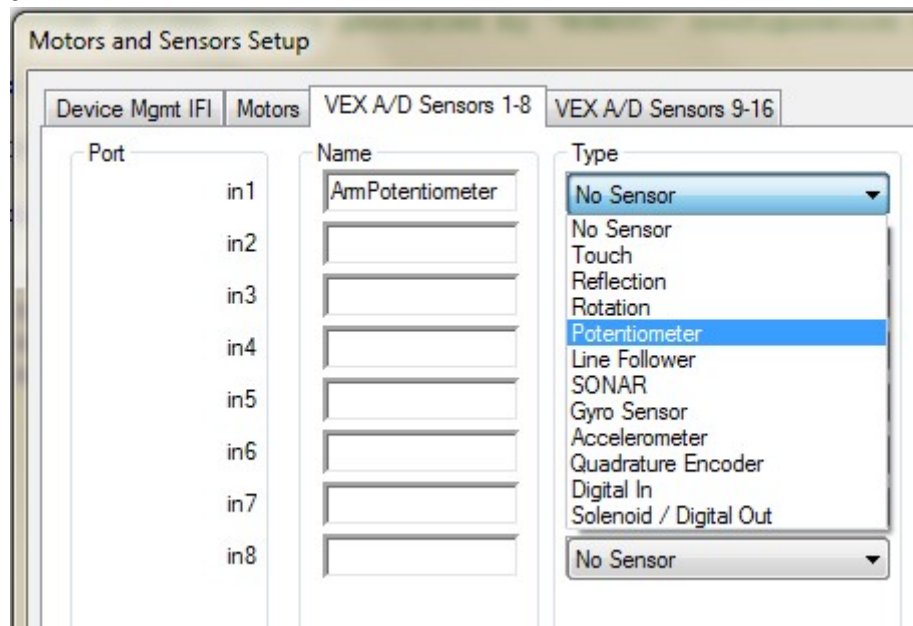 Motors and Sensors Setup
Device Mgmt IFI Motors VEX A/D Sensors 1-8 VEX A/D Sensors 9-16
Port Name Type
in1 ArmPotentiometer No Sensor
in2 No Sensor
Touch
in3 Reflection
Rotation
in4 Potentiometer
Line Follower
in5 SONAR
Gyro Sensor
in6 Accelerometer
Quadrature Encoder
in7 Digital In
Solenoid / Digital Out
in8 No Sensor